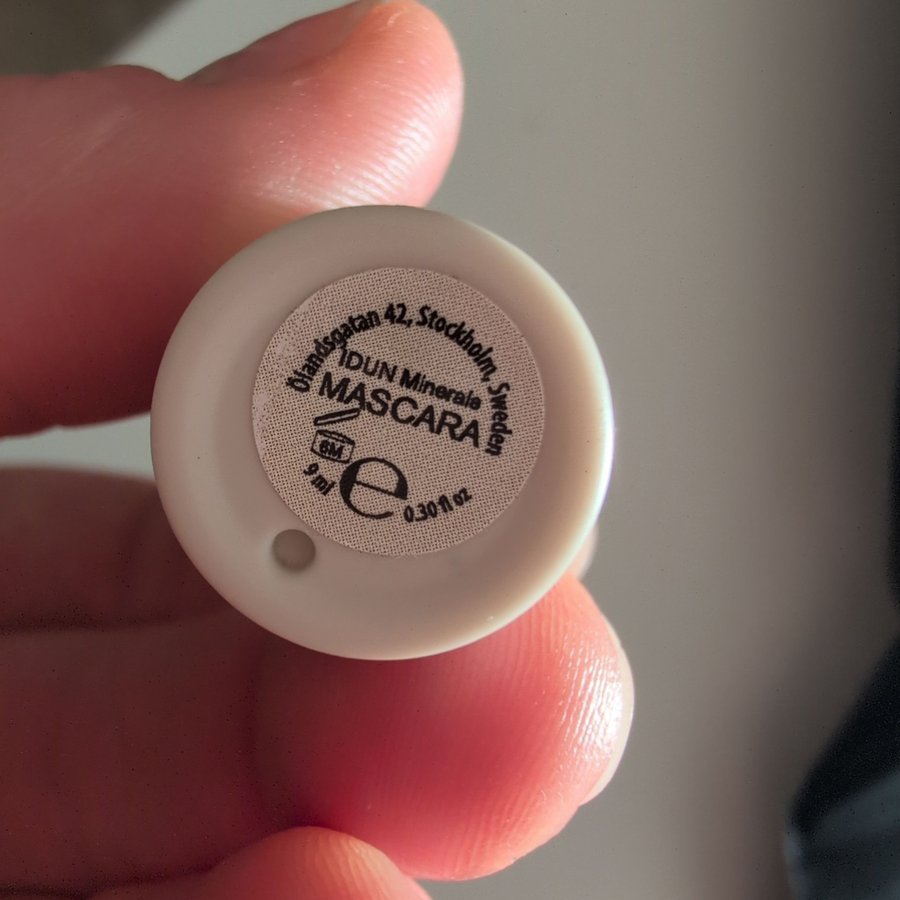 Ölandsgatan 42, Stockholm, Sweden
IDUN Minerals
MASCARA
6M
9 ml e 0.30 fl oz